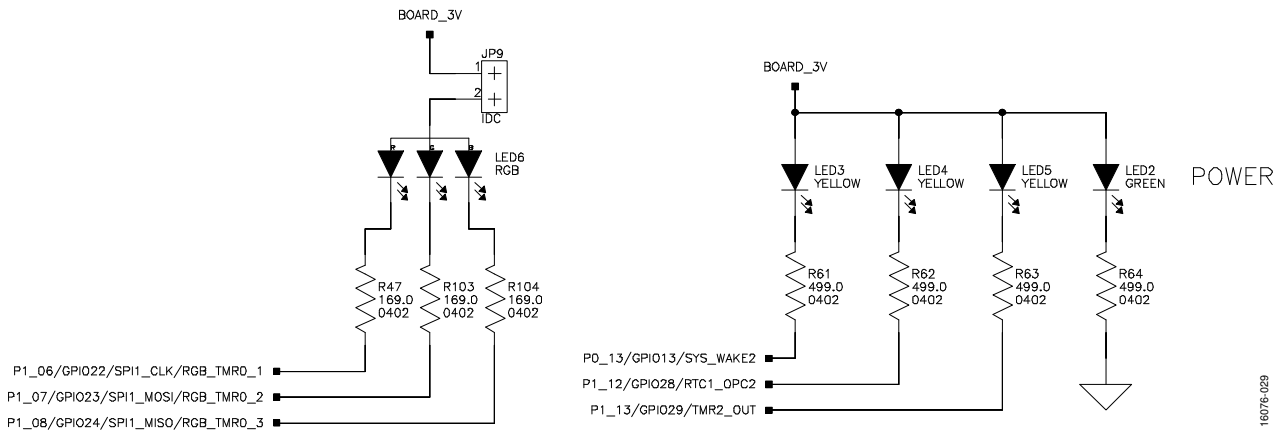 BOARD_3V
JP9
1
2
IDC
R
G
B
LED6
RGB
R47
169.0
0402
R103
169.0
0402
R104
169.0
0402
P1_06/GPIO22/SPI1_CLK/RGB_TMR0_1
P1_07/GPIO23/SPI1_MOSI/RGB_TMR0_2
P1_08/GPIO24/SPI1_MISO/RGB_TMR0_3
BOARD_3V
LED3
YELLOW
LED4
YELLOW
LED5
YELLOW
LED2
GREEN
POWER
R61
499.0
0402
R62
499.0
0402
R63
499.0
0402
R64
499.0
0402
P0_13/GPIO13/SYS_WAKE2
P1_12/GPIO28/RTC1_OPC2
P1_13/GPIO29/TMR2_OUT
16076-029